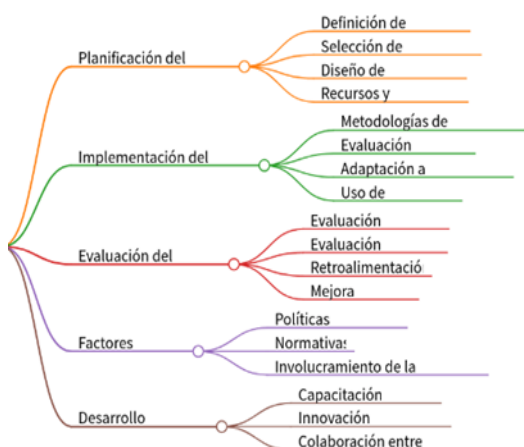 Planificación del
Definición de
Selección de
Diseño de
Recursos y
Implementación del
Metodologías de
Evaluación
Adaptación a
Uso de
Evaluación del
Evaluación
Evaluación
Retroalimentació
Mejora
Factores
Políticas
Normativas
Involucramiento de la
Desarrollo
Capacitación
Innovación
Colaboración entre